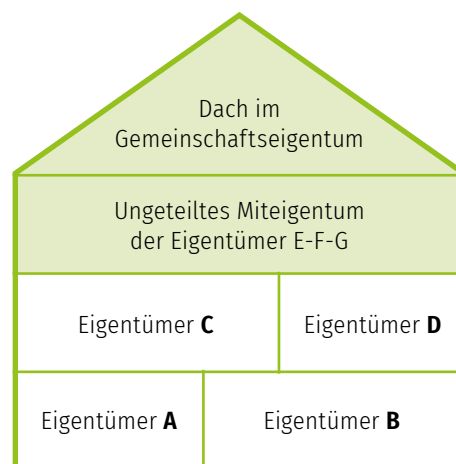 Dach im
Gemeinschaftseigentum
Ungeteiltes Miteigentum
der Eigentümer E-F-G
Eigentümer C
Eigentümer D
Eigentümer A
Eigentümer B